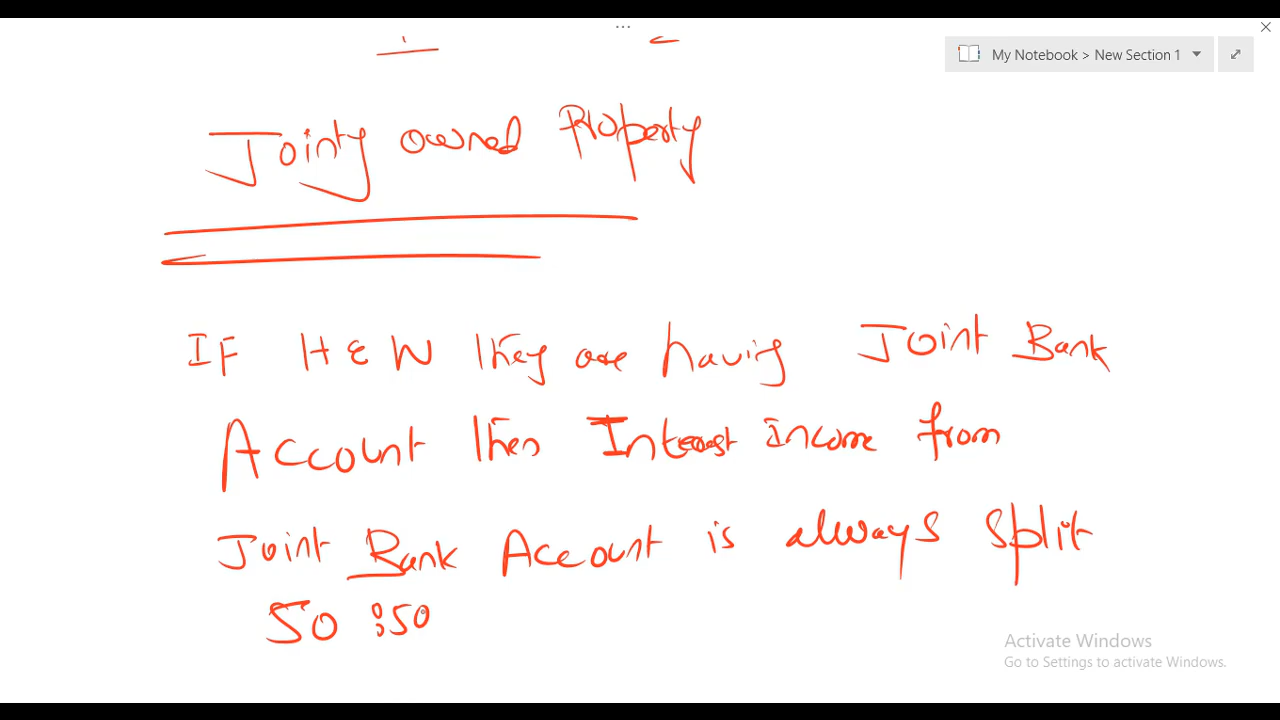 ...
My Notebook > New Section 1
Jointy owned Property
IF H & W they are having Joint Bank
Account then Interest income from
Joint Bank Account is always split
50 : 50
Activate Windows
Go to Settings to activate Windows.